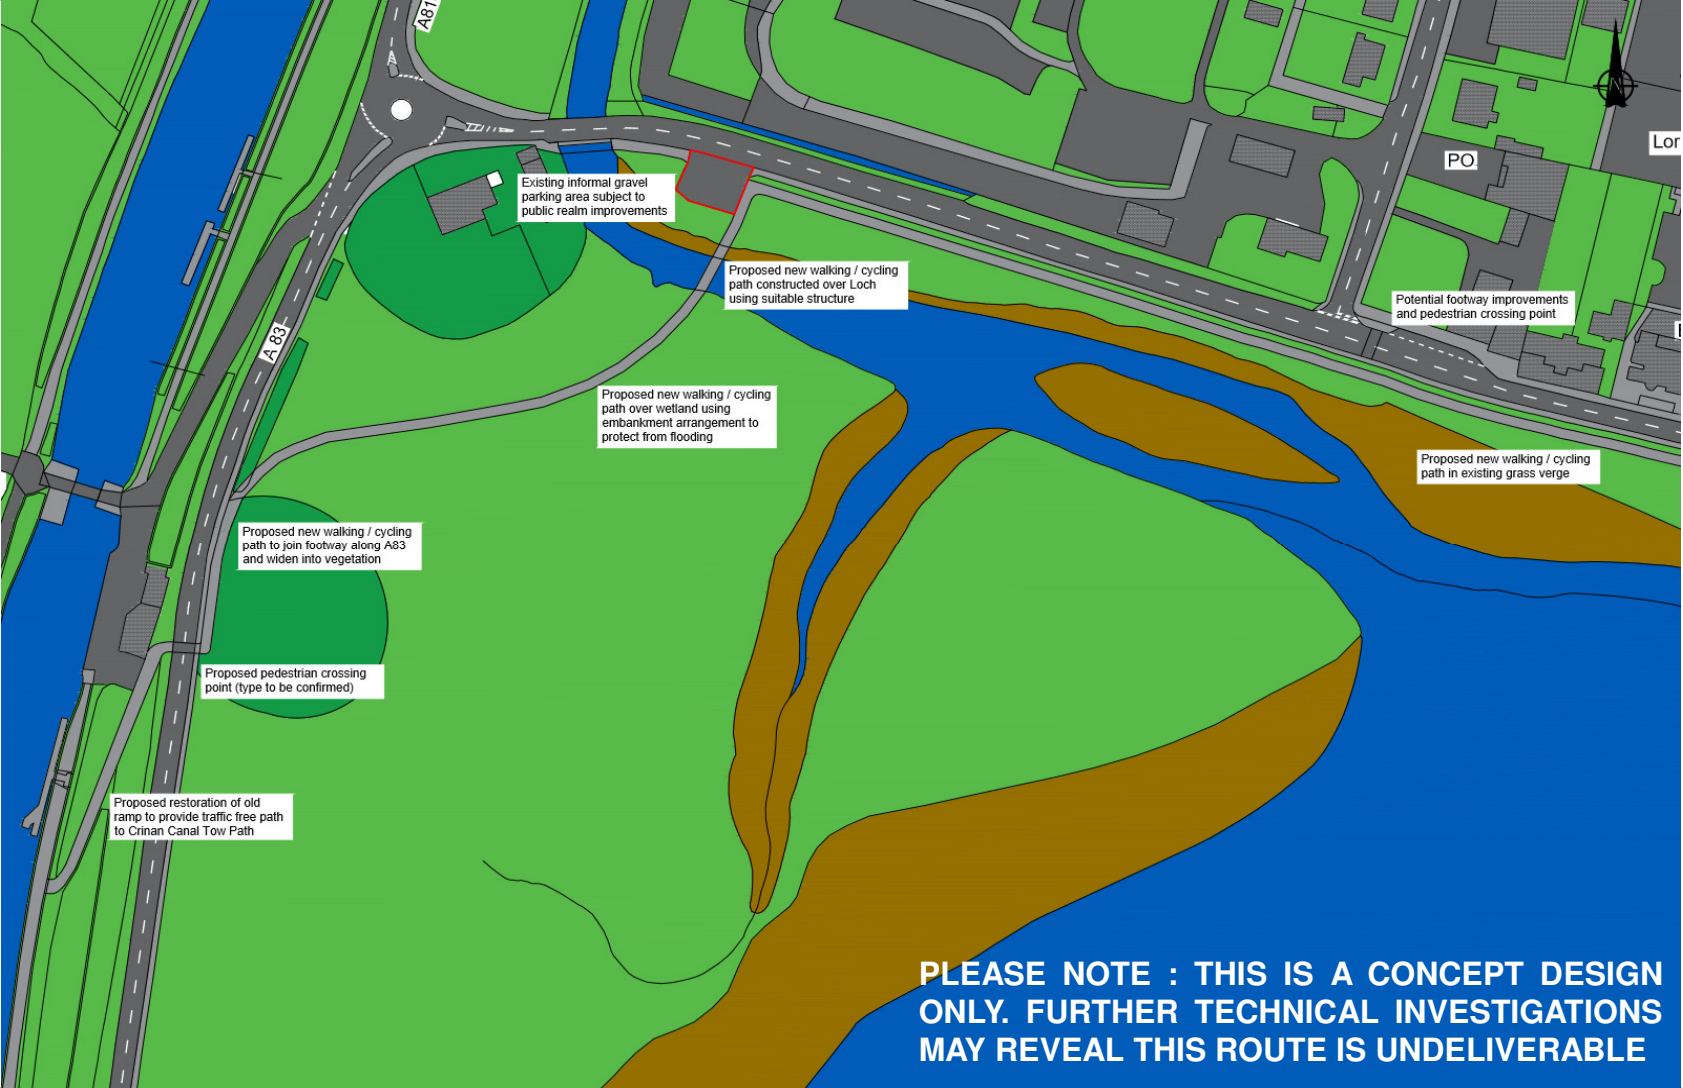 A81
PO
Lor
Existing informal gravel
parking area subject to
public realm improvements
Proposed new walking / cycling
path constructed over Loch
using suitable structure
Potential footway improvements
and pedestrian crossing point
A 83
Proposed new walking / cycling
path over wetland using
embankment arrangement to
protect from flooding
Proposed new walking / cycling
path in existing grass verge
Proposed new walking / cycling
path to join footway along A83
and widen into vegetation
Proposed pedestrian crossing
point (type to be confirmed)
Proposed restoration of old
ramp to provide traffic free path
to Crinan Canal Tow Path
PLEASE NOTE : THIS IS A CONCEPT DESIGN
ONLY. FURTHER TECHNICAL INVESTIGATIONS
MAY REVEAL THIS ROUTE IS UNDELIVERABLE